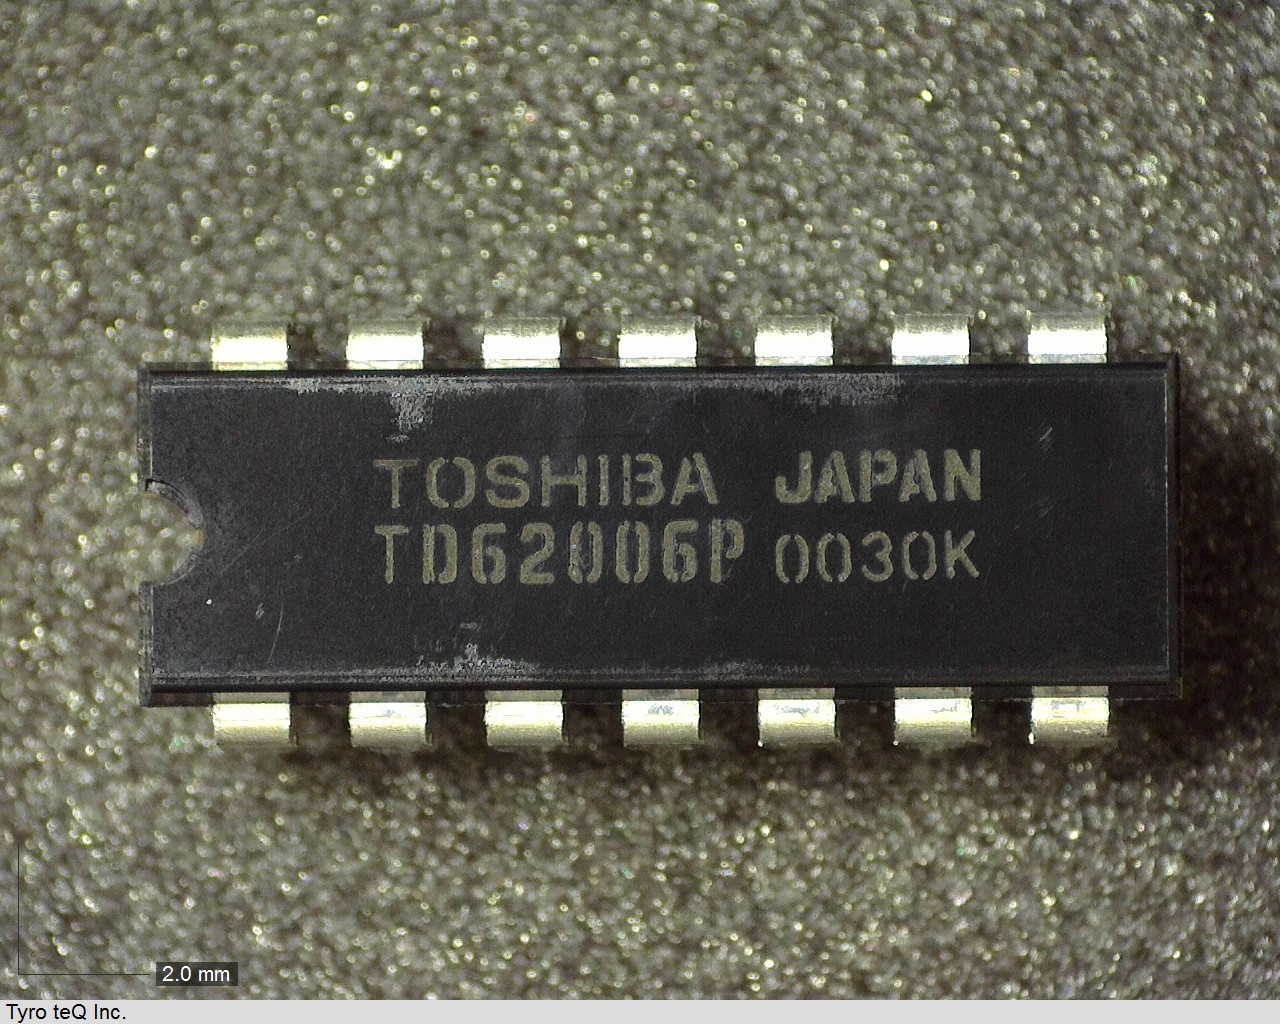 TOSHIBA JAPAN
TD62006P 0030K
2.0 mm
Tyro teQ Inc.